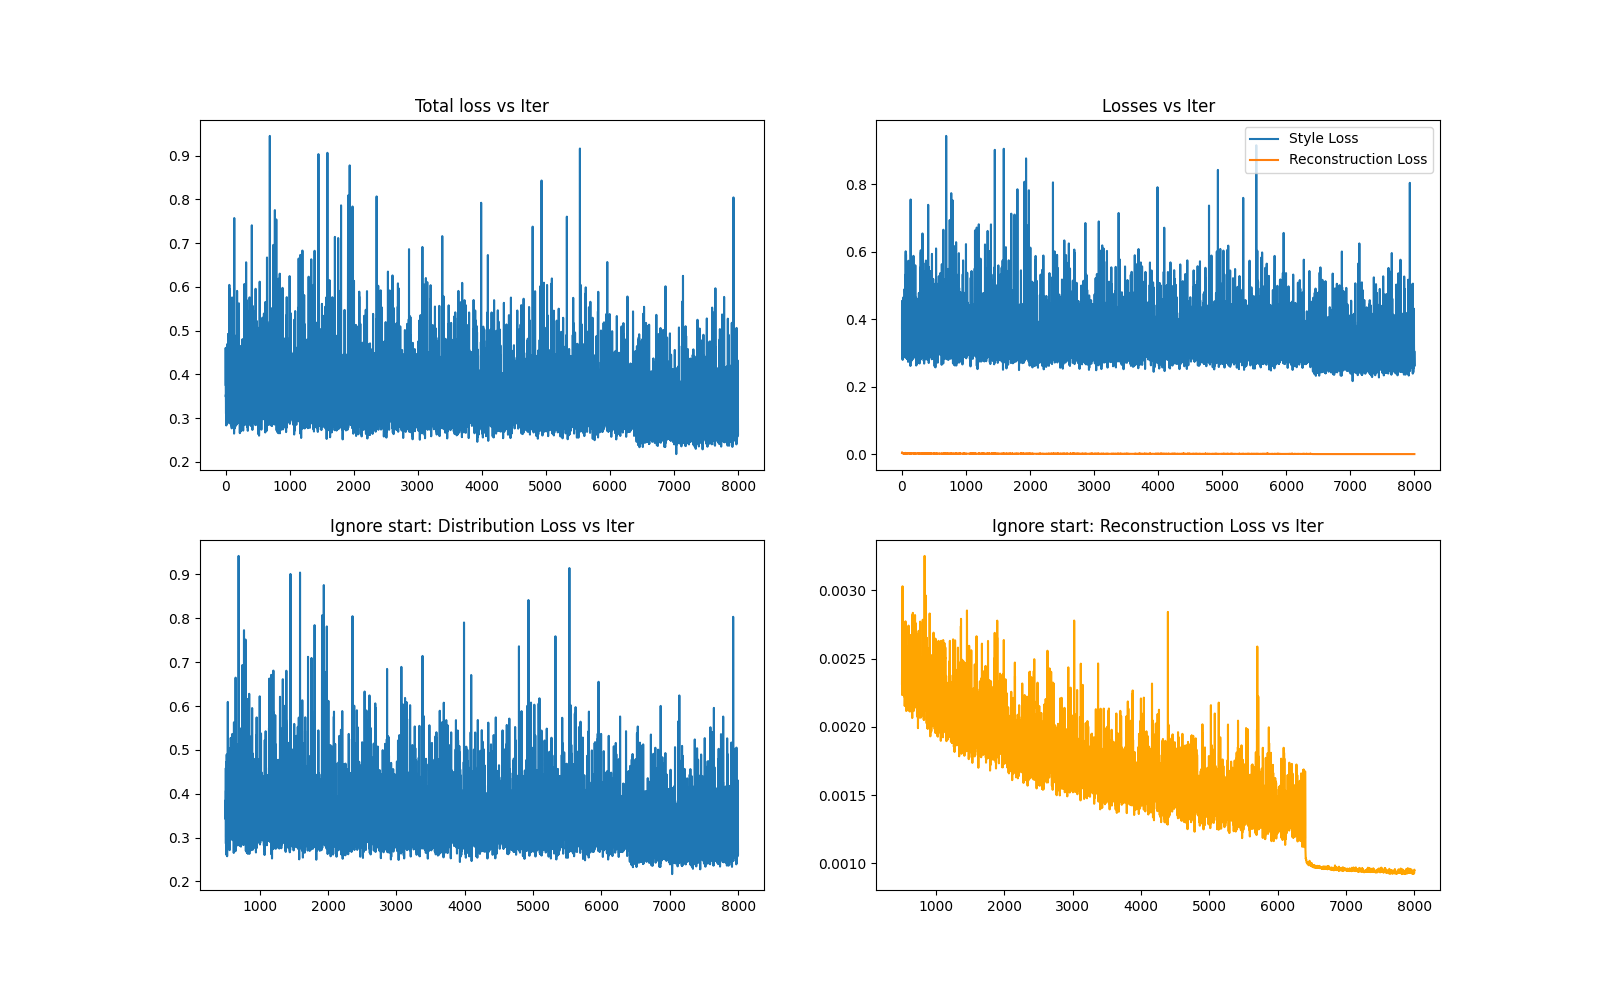 Total loss vs Iter
0.9
0.8
0.7
0.6
0.5
0.4
0.3
0.2
0 1000 2000 3000 4000 5000 6000 7000 8000
Losses vs Iter
Style Loss
Reconstruction Loss
0.8
0.6
0.4
0.2
0.0
0 1000 2000 3000 4000 5000 6000 7000 8000
Ignore start: Distribution Loss vs Iter
0.9
0.8
0.7
0.6
0.5
0.4
0.3
0.2
1000 2000 3000 4000 5000 6000 7000 8000
Ignore start: Reconstruction Loss vs Iter
0.0030
0.0025
0.0020
0.0015
0.0010
1000 2000 3000 4000 5000 6000 7000 8000